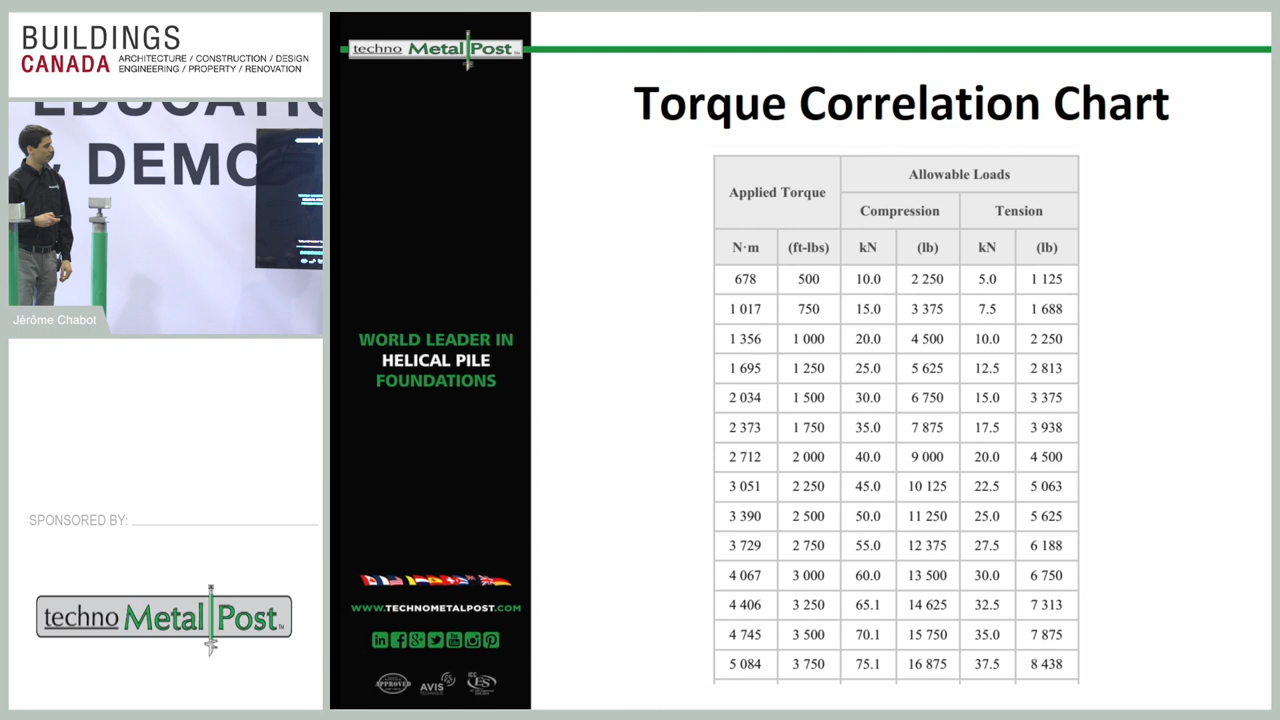 BUILDINGS
CANADA
ARCHITECTURE / CONSTRUCTION / DESIGN
ENGINEERING / PROPERTY / RENOVATION
EDUCATIO
& DEMO
Jérôme Chabot
SPONSORED BY:
techno Metal Post TM
techno Metal Post
WORLD LEADER IN
HELICAL PILE
FOUNDATIONS
WWW.TECHNOMETALPOST.COM
APPROVED
AVIS
TECHNIQUE
ICC
ES
Torque Correlation Chart
Applied Torque Allowable Loads
Compression Tension
N·m (ft-lbs) kN (lb) kN (lb)
678 500 10.0 2 250 5.0 1 125
1 017 750 15.0 3 375 7.5 1 688
1 356 1 000 20.0 4 500 10.0 2 250
1 695 1 250 25.0 5 625 12.5 2 813
2 034 1 500 30.0 6 750 15.0 3 375
2 373 1 750 35.0 7 875 17.5 3 938
2 712 2 000 40.0 9 000 20.0 4 500
3 051 2 250 45.0 10 125 22.5 5 063
3 390 2 500 50.0 11 250 25.0 5 625
3 729 2 750 55.0 12 375 27.5 6 188
4 067 3 000 60.0 13 500 30.0 6 750
4 406 3 250 65.1 14 625 32.5 7 313
4 745 3 500 70.1 15 750 35.0 7 875
5 084 3 750 75.1 16 875 37.5 8 438